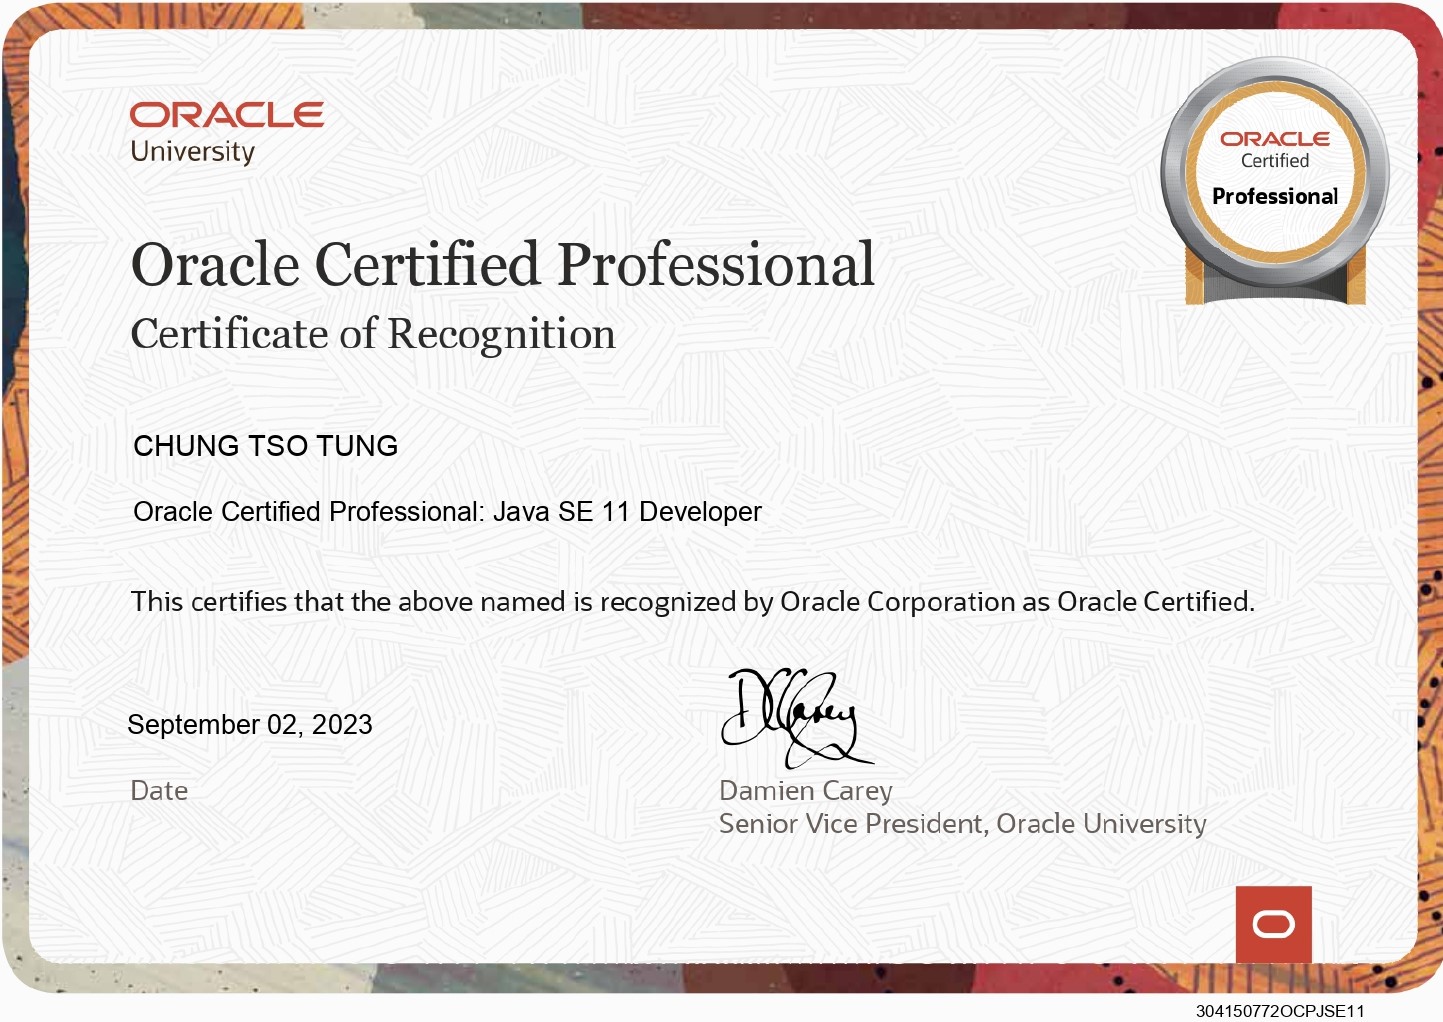 ORACLE
University
ORACLE
Certified
Professional
Oracle Certified Professional
Certificate of Recognition
CHUNG TSO TUNG
Oracle Certified Professional: Java SE 11 Developer
This certifies that the above named is recognized by Oracle Corporation as Oracle Certified.
DCarey
September 02, 2023
Date
Damien Carey
Senior Vice President, Oracle University
304150772OCPJSE11